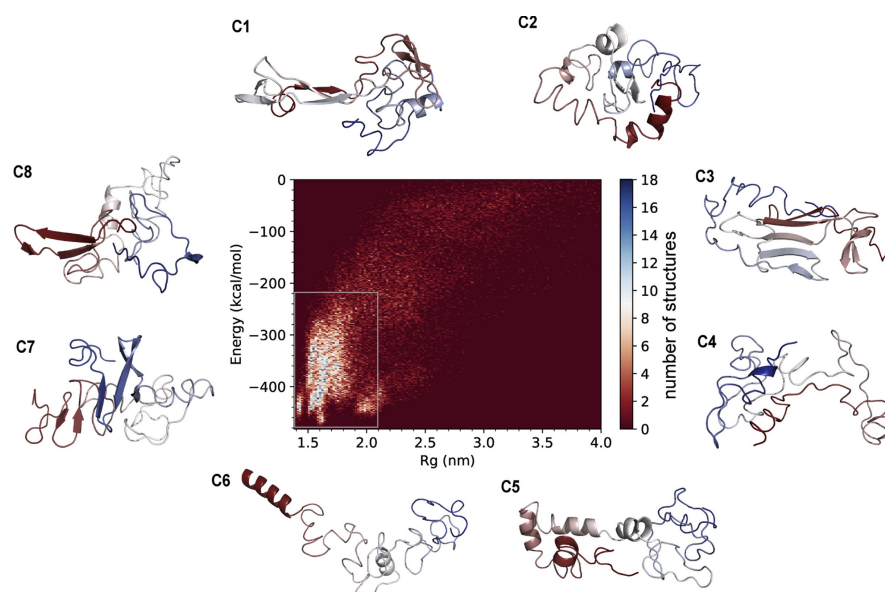 C1
C2
C8
C3
C7
C4
C6
C5
0
−100
−200
−300
−400
Energy (kcal/mol)
1.5
2.0
2.5
3.0
3.5
4.0
Rg (nm)
18
16
14
12
10
8
6
4
2
0
number of structures